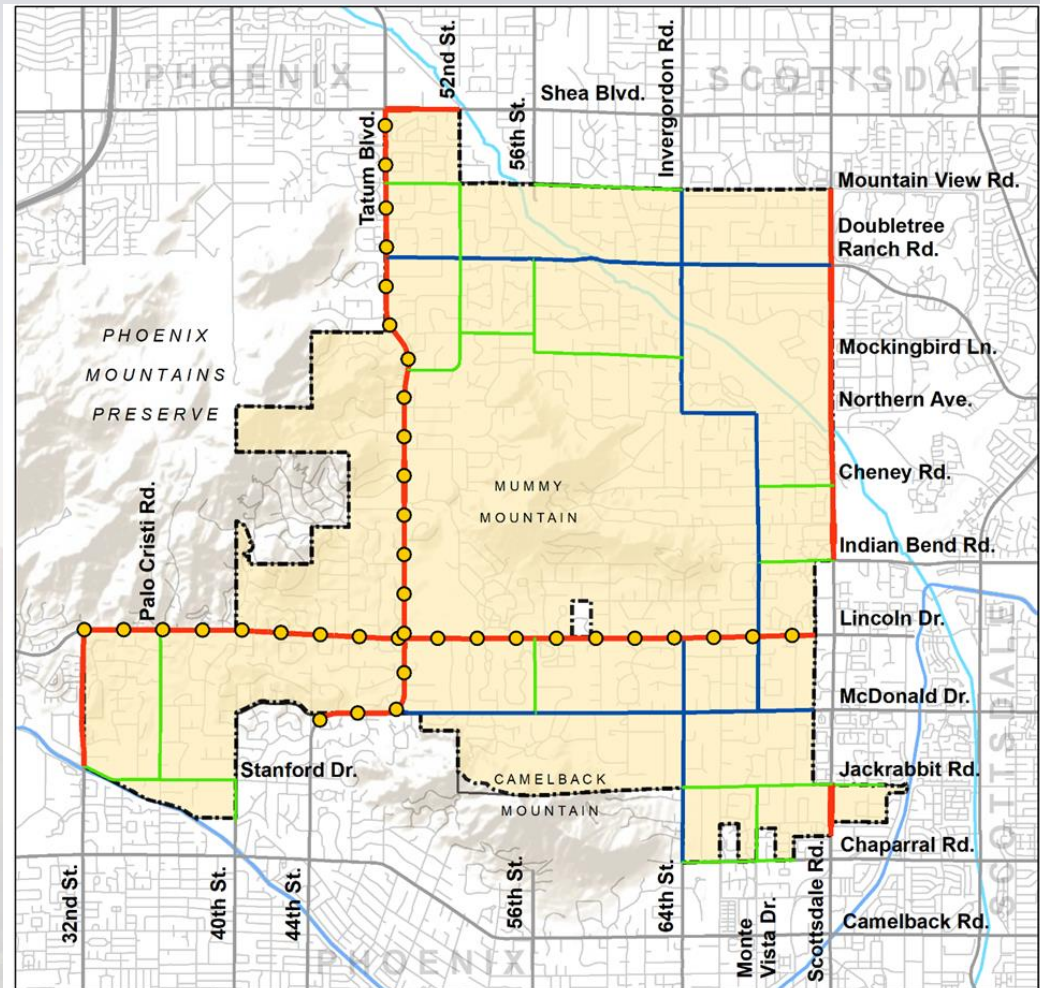 PHOENIX
52nd St.
Shea Blvd.
56th St.
Invergordon Rd.
SCOTTSDALE
Tatum Blvd.
Mountain View Rd.
Doubletree
Ranch Rd.
PHOENIX
MOUNTAINS
PRESERVE
Mockingbird Ln.
Northern Ave.
Cheney Rd.
MUMMY
MOUNTAIN
Palo Cristi Rd.
Indian Bend Rd.
Lincoln Dr.
McDonald Dr.
SCOTTSDALE
Stanford Dr.
CAMELBACK
MOUNTAIN
Jackrabbit Rd.
Chaparral Rd.
32nd St.
40th St.
44th St.
56th St.
64th St.
Monte
Vista Dr.
Scottsdale Rd.
Camelback Rd.
PHOENIX